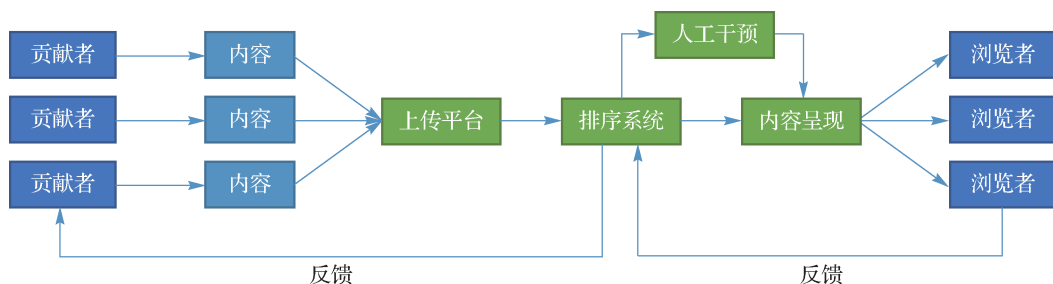 人工干预
贡献者 内容 浏览者
贡献者 内容 上传平台 排序系统 内容呈现 浏览者
贡献者 内容 浏览者
反馈 反馈